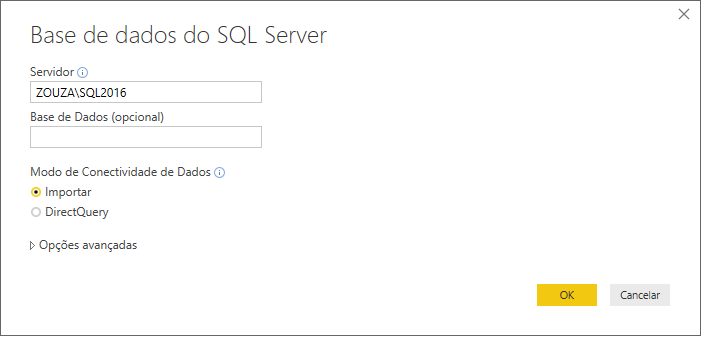 Base de dados do SQL Server
Servidor
ZOUZA\SQL2016
Base de Dados (opcional)
Modo de Conectividade de Dados
Importar
DirectQuery
Opções avançadas
OK Cancelar